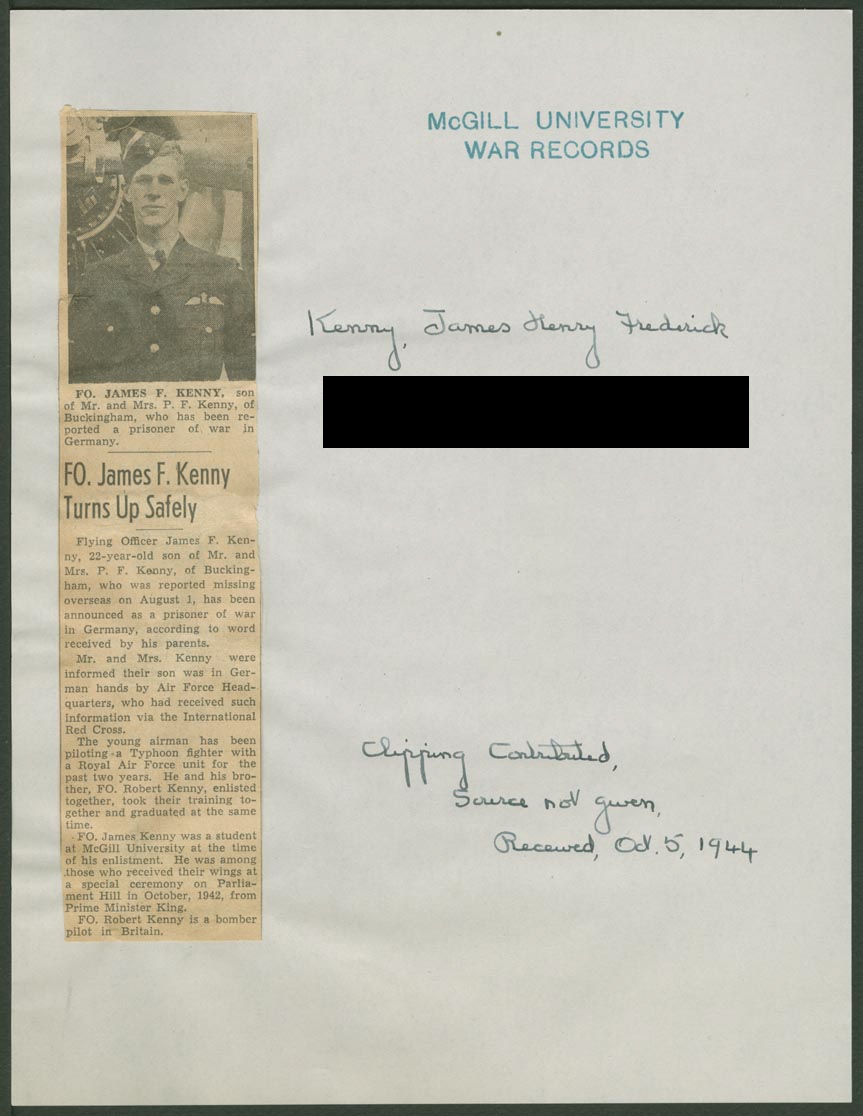 McGILL UNIVERSITY
WAR RECORDS
Kenny, James Henry Frederick
FO. JAMES F. KENNY, son
of Mr. and Mrs. P. F. Kenny, of
Buckingham, who has been re-
ported a prisoner of war in
Germany.
FO. James F. Kenny
Turns Up Safely
Flying Officer James F. Ken-
ny, 22-year-old son of Mr. and
Mrs. P. F. Kenny, of Bucking-
ham, who was reported missing
overseas on August 1, has been
announced as a prisoner of war
in Germany, according to word
received by his parents.
Mr. and Mrs. Kenny were
informed their son was in Ger-
man hands by Air Force Head-
quarters, who had received such
information via the International
Red Cross.
The young airman has been
piloting a Typhoon fighter with
a Royal Air Force unit for the
past two years. He and his bro-
ther, FO. Robert Kenny, enlisted
together, took their training to-
gether and graduated at the same
time.
FO. James Kenny was a student
at McGill University at the time
of his enlistment. He was among
those who received their wings at
a special ceremony on Parlia-
ment Hill in October, 1942, from
Prime Minister King.
FO. Robert Kenny is a bomber
pilot in Britain.
Clipping Contributed,
Source not given,
Received, Oct. 5, 1944